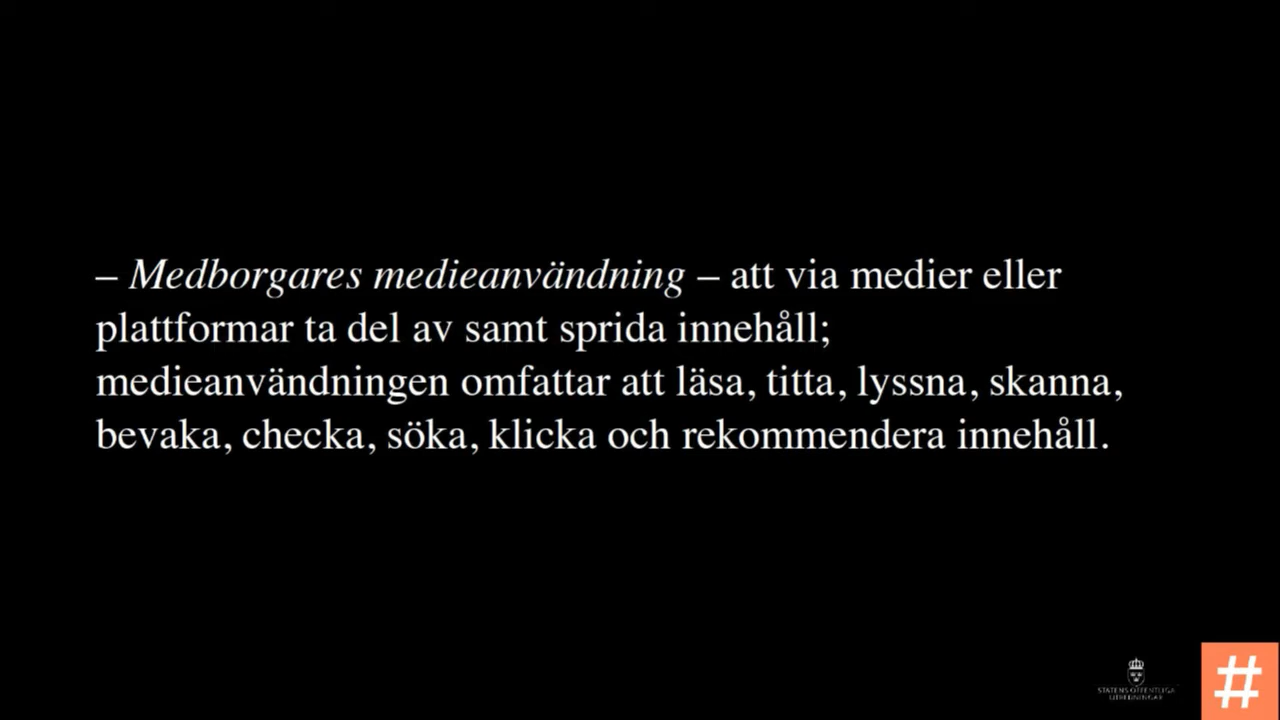 – Medborgares medieanvändning – att via medier eller
plattformar ta del av samt sprida innehåll;
medieanvändningen omfattar att läsa, titta, lyssna, skanna,
bevaka, checka, söka, klicka och rekommendera innehåll.
STATENS OFFENTLIGA
UTREDNINGAR
#